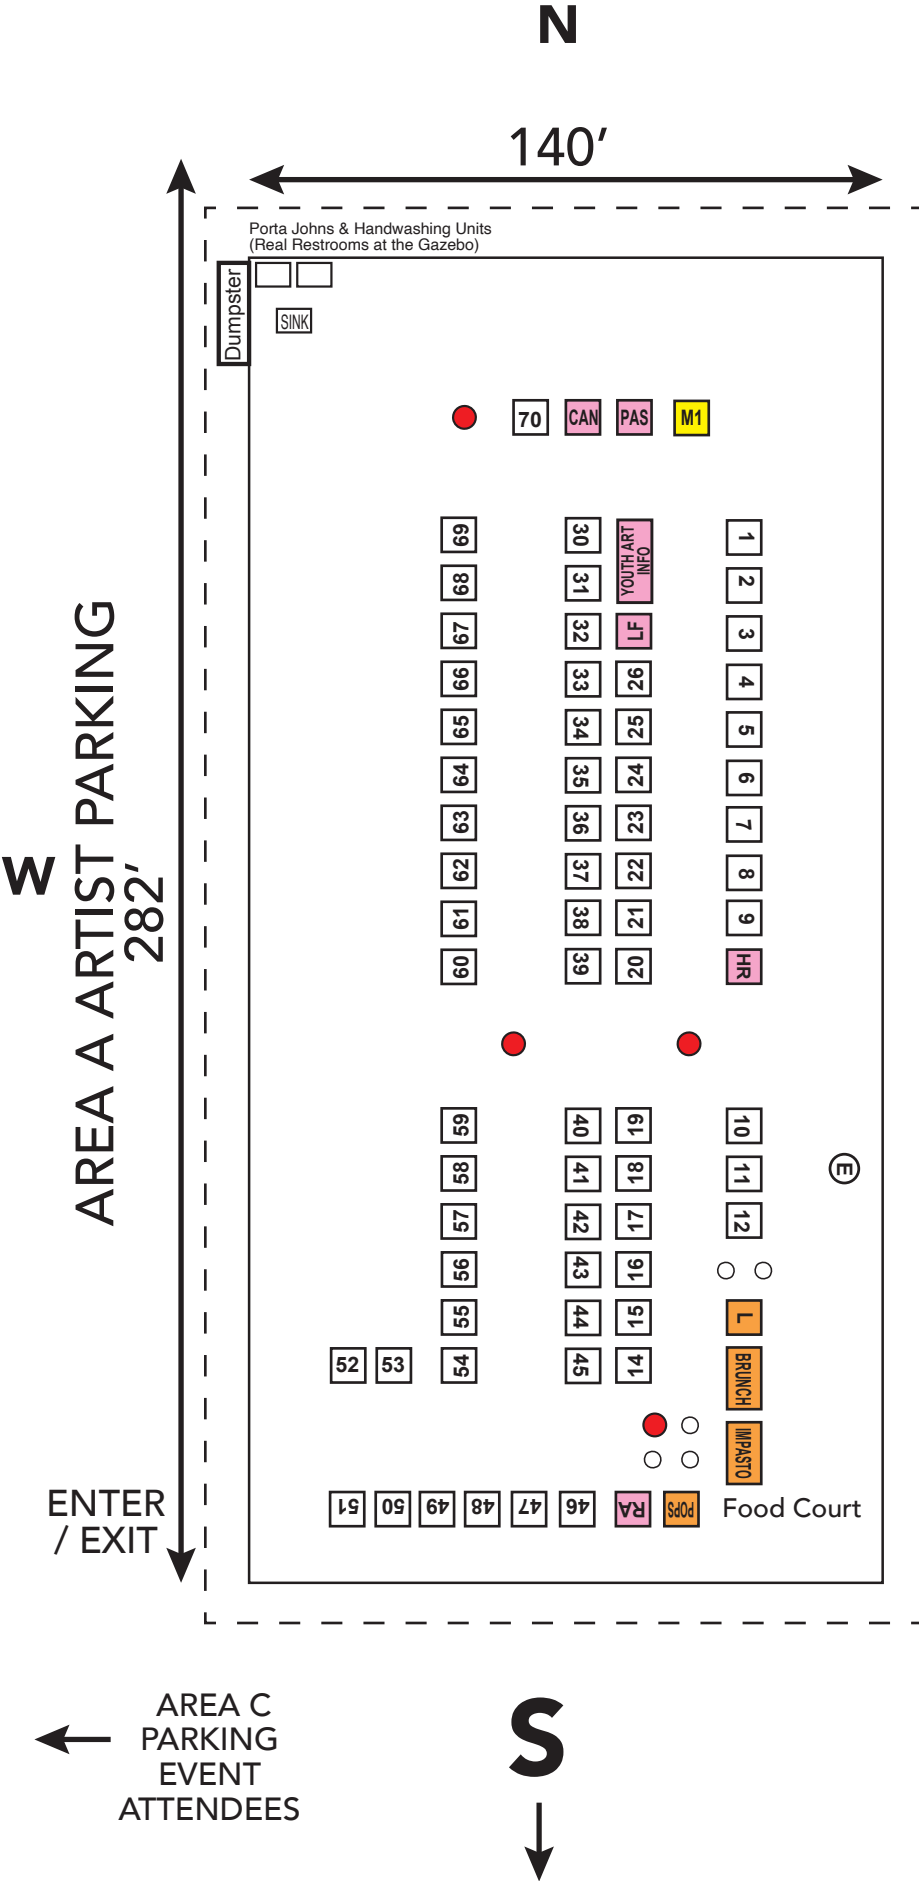 N
140′
Porta Johns & Handwashing Units
(Real Restrooms at the Gazebo)
Dumpster
SINK
70 CAN PAS M1
69 30 YOUTH ART INFO 1
68 31 2
67 32 LF 3
66 33 26 4
65 34 25 5
64 35 24 6
63 36 23 7
62 37 22 8
61 38 21 9
60 39 20 HR
W
AREA A ARTIST PARKING
282′
59 40 19 10
58 41 18 11
E
57 42 17 12
56 43 16
55 44 15 L
52 53 54 45 14 BRUNCH
IMPASTO
51 50 49 48 47 46 RA POPS Food Court
ENTER
/ EXIT
AREA C
PARKING
EVENT
ATTENDEES
S